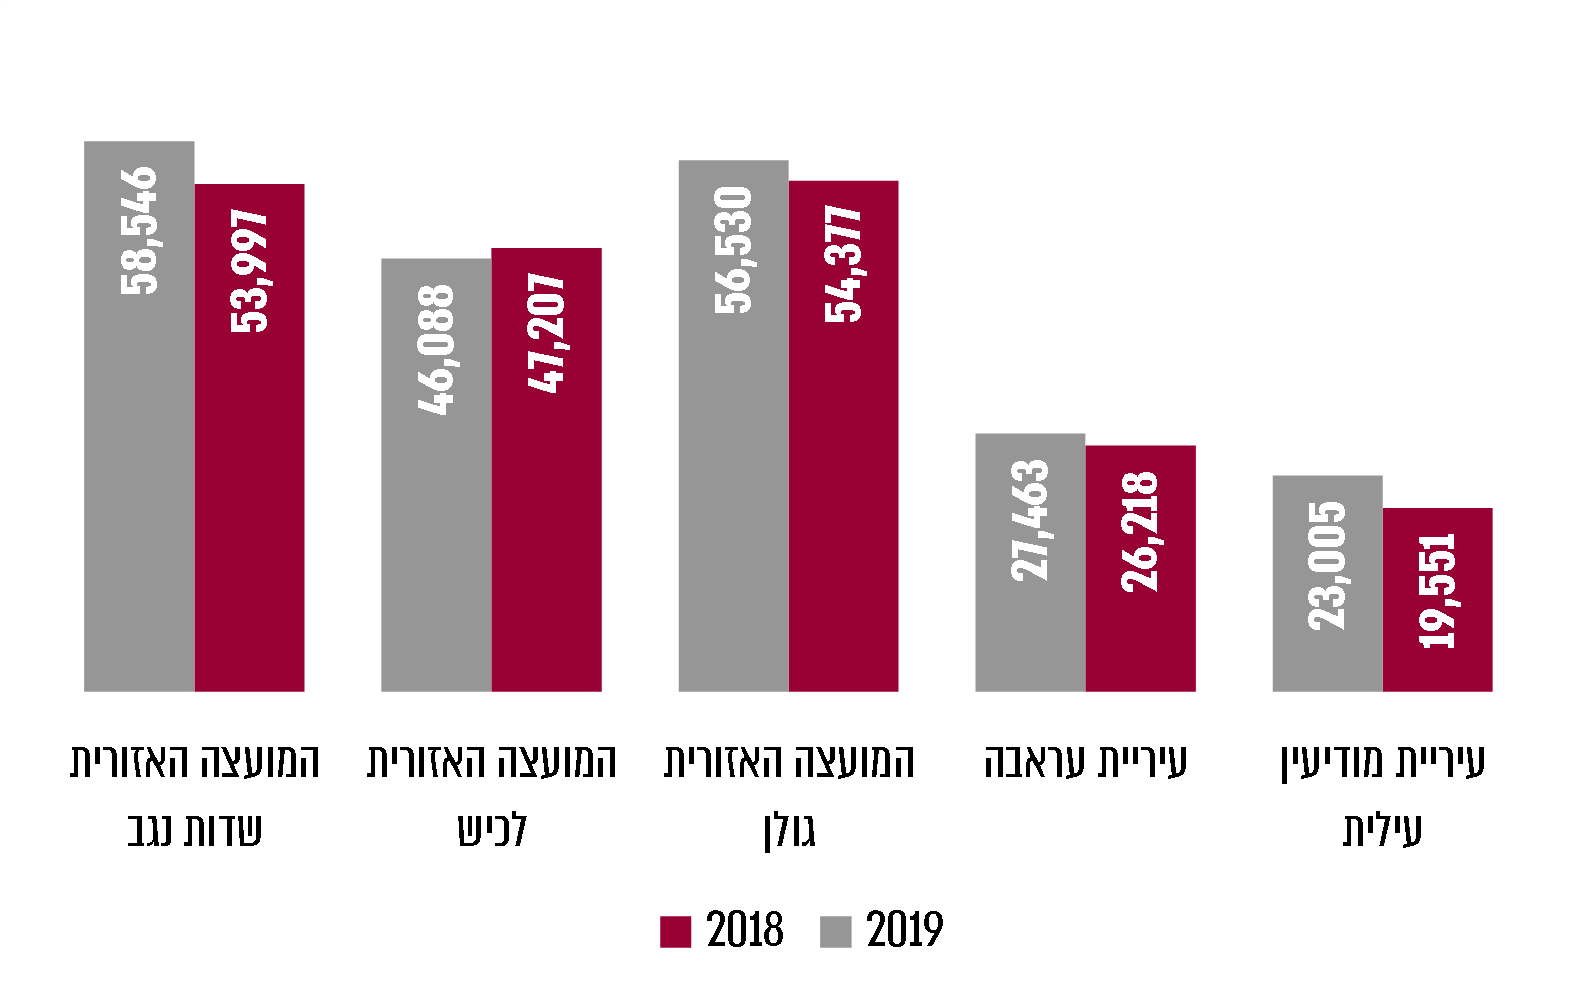 58,546
53,997
46,088
47,207
56,530
54,377
27,463
26,218
23,005
19,551
עיריית מודיעין
עילית
עיריית עראבה
המועצה האזורית
גולן
המועצה האזורית
לכיש
המועצה האזורית
שדות נגב
2018
2019